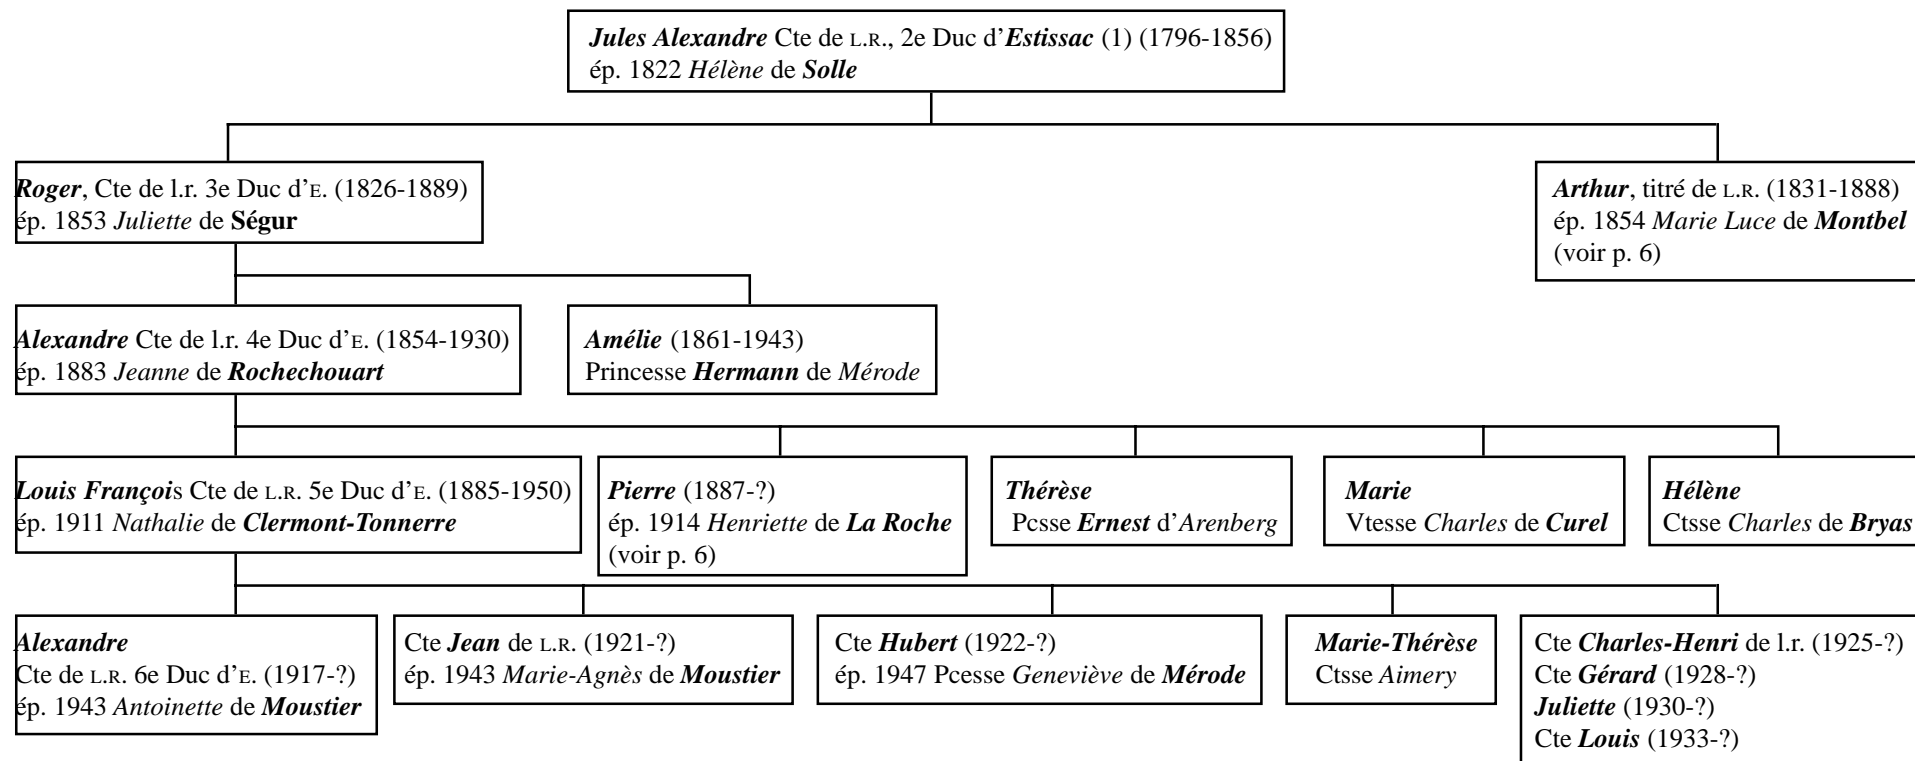 Jules Alexandre Cte de L.R., 2e Duc d’Estissac (1) (1796-1856)
ép. 1822 Hélène de Solle
Roger, Cte de l.r. 3e Duc d’E. (1826-1889)
ép. 1853 Juliette de Ségur
Arthur, titré de L.R. (1831-1888)
ép. 1854 Marie Luce de Montbel
(voir p. 6)
Alexandre Cte de l.r. 4e Duc d’E. (1854-1930)
ép. 1883 Jeanne de Rochechouart
Amélie (1861-1943)
Princesse Hermann de Mérode
Louis François Cte de L.R. 5e Duc d’E. (1885-1950)
ép. 1911 Nathalie de Clermont-Tonnerre
Pierre (1887-?)
ép. 1914 Henriette de La Roche
(voir p. 6)
Thérèse
Pcsse Ernest d’Arenberg
Marie
Vtesse Charles de Curel
Hélène
Ctsse Charles de Bryas
Alexandre
Cte de L.R. 6e Duc d’E. (1917-?)
ép. 1943 Antoinette de Moustier
Cte Jean de L.R. (1921-?)
ép. 1943 Marie-Agnès de Moustier
Cte Hubert (1922-?)
ép. 1947 Pcesse Geneviève de Mérode
Marie-Thérèse
Ctsse Aimery
Cte Charles-Henri de l.r. (1925-?)
Cte Gérard (1928-?)
Juliette (1930-?)
Cte Louis (1933-?)